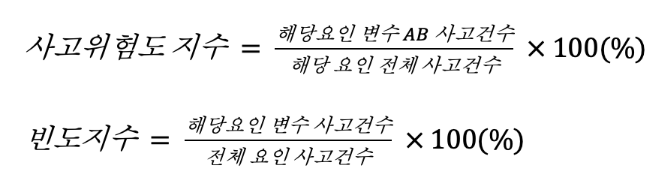 사고위험도 지수 = 해당요인 변수 AB 사고건수 / 해당 요인 전체 사고건수 × 100(%)
빈도지수 = 해당요인 변수 사고건수 / 전체 요인 사고건수 × 100(%)